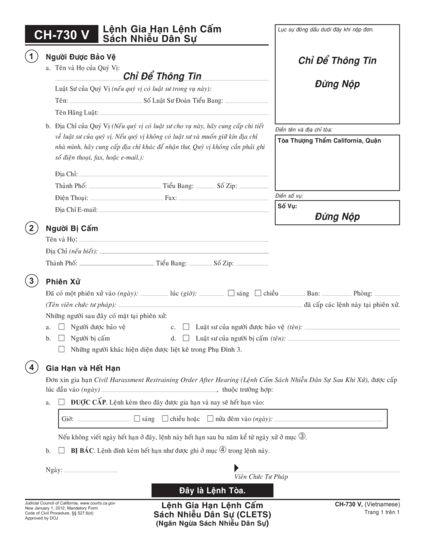 CH-730 V
Lệnh Gia Hạn Lệnh Cấm
Sách Nhiễu Dân Sự
Lục sự đóng dấu dưới đây khi nộp đơn.
Chỉ Để Thông Tin
Đừng Nộp
1 Người Được Bảo Vệ
a. Tên và Họ của Quý Vị:
Chỉ Để Thông Tin
Luật Sư của Quý Vị (nếu quý vị có luật sư trong vụ này):
Tên: Số Luật Sư Đoàn Tiểu Bang:
Tên Hãng Luật:
b. Địa Chỉ của Quý Vị (Nếu quý vị có luật sư cho vụ này, hãy cung cấp chi tiết
về luật sư của quý vị. Nếu quý vị không có luật sư và muốn giữ kín địa chỉ
nhà mình, hãy cung cấp địa chỉ khác để nhận thư. Quý vị không cần phải ghi
số điện thoại, fax, hoặc e-mail.):
Địa Chỉ:
Thành Phố: Tiểu Bang: Số Zip:
Điện Thoại: Fax:
Địa Chỉ E-mail:
Điền tên và địa chỉ tòa:
Tòa Thượng Thẩm California, Quận
Điền số vụ:
Số Vụ:
Đừng Nộp
2 Người Bị Cấm
Tên và Họ:
Địa Chỉ (nếu biết):
Thành Phố: Tiểu Bang: Số Zip:
3 Phiên Xử
Đã có một phiên xử vào (ngày): lúc (giờ): sáng chiều Ban: Phòng:
(Tên viên chức tư pháp): đã cấp các lệnh này tại phiên xử.
Những người sau đây có mặt tại phiên xử:
a. Người được bảo vệ c. Luật sư của người được bảo vệ (tên):
b. Người bị cấm d. Luật sư của người bị cấm (tên):
Những người khác hiện diện được liệt kê trong Phụ Đính 3.
4 Gia Hạn và Hết Hạn
Đơn xin gia hạn Civil Harassment Restraining Order After Hearing (Lệnh Cấm Sách Nhiễu Dân Sự Sau Khi Xử), được cấp
lúc đầu vào (ngày) , thuộc trường hợp:
a. ĐƯỢC CẤP. Lệnh kèm theo đây được gia hạn và nay sẽ hết hạn vào:
Giờ: sáng chiều hoặc nửa đêm vào (ngày):
Nếu không viết ngày hết hạn ở đây, lệnh này hết hạn sau ba năm kể từ ngày xử ở mục 3.
b. BỊ BÁC. Lệnh đính kèm hết hạn như được ghi ở mục 4 trong lệnh này.
Ngày:
Viên Chức Tư Pháp
Đây là Lệnh Tòa.
Judicial Council of California, www.courts.ca.gov
New January 1, 2012, Mandatory Form
Code of Civil Procedure, §§ 527.6(d)
Approved by DOJ
Lệnh Gia Hạn Lệnh Cấm
Sách Nhiễu Dân Sự (CLETS)
(Ngăn Ngừa Sách Nhiễu Dân Sự)
CH-730 V, (Vietnamese)
Trang 1 trên 1